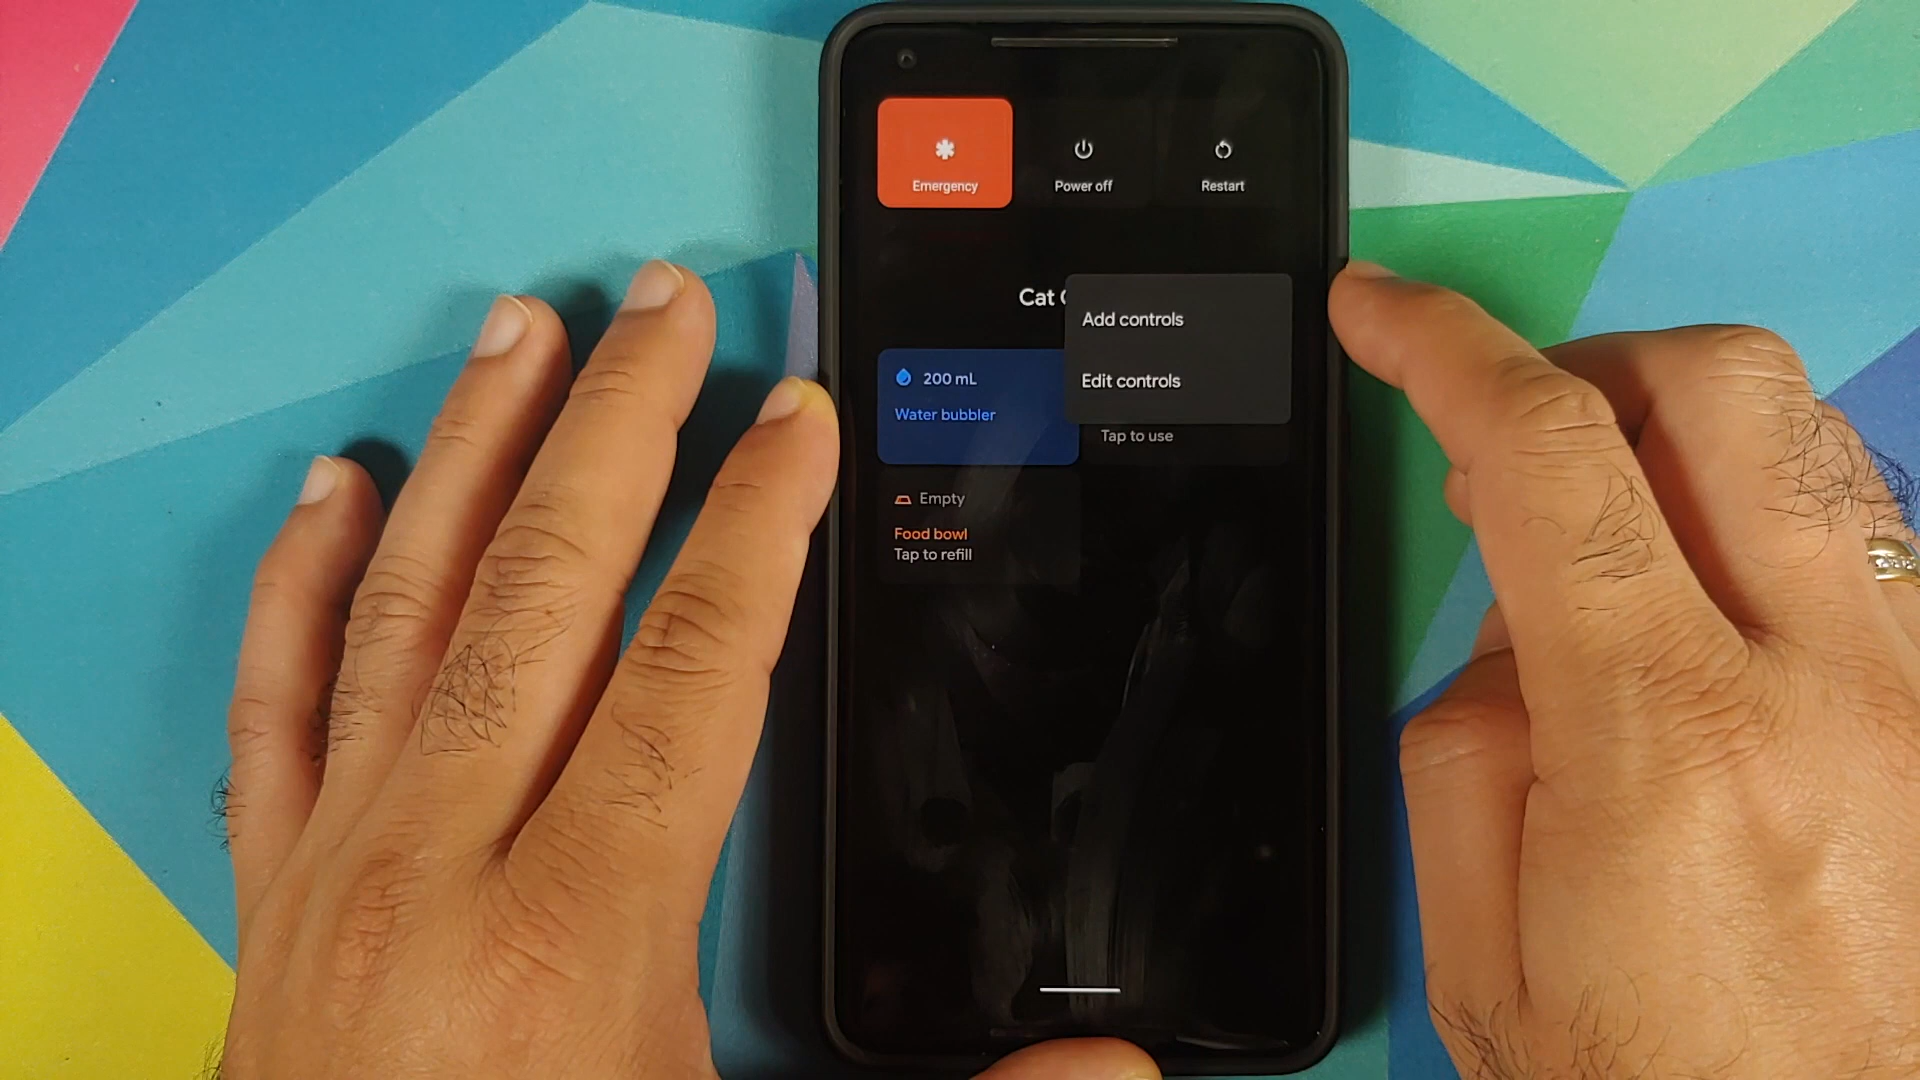 Emergency
Power off
Restart
Cat
Add controls
Edit controls
200 mL
Water bubbler
Tap to use
Empty
Food bowl
Tap to refill